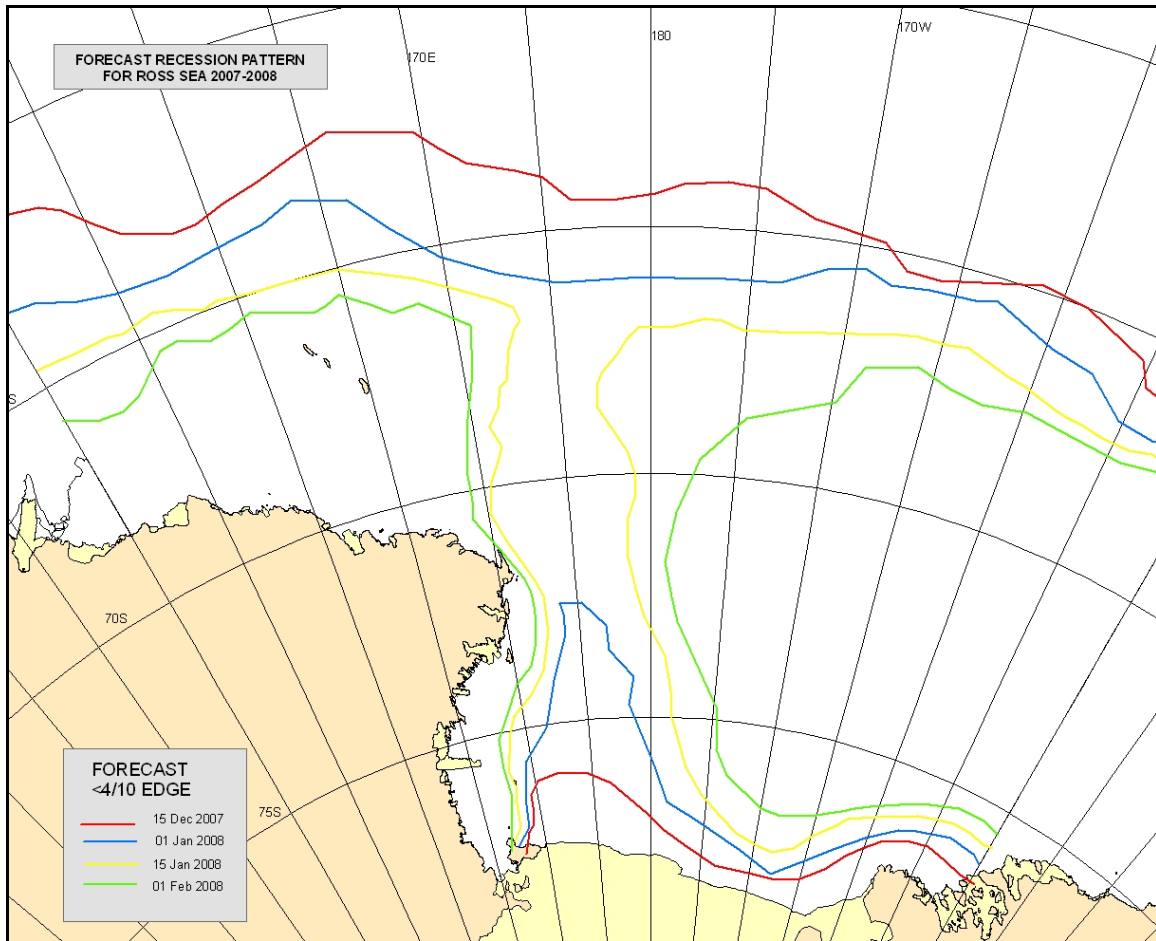 FORECAST RECESSION PATTERN
FOR ROSS SEA 2007-2008
170E
180
170W
S
70S
75S
FORECAST
<4/10 EDGE
15 Dec 2007
01 Jan 2008
15 Jan 2008
01 Feb 2008